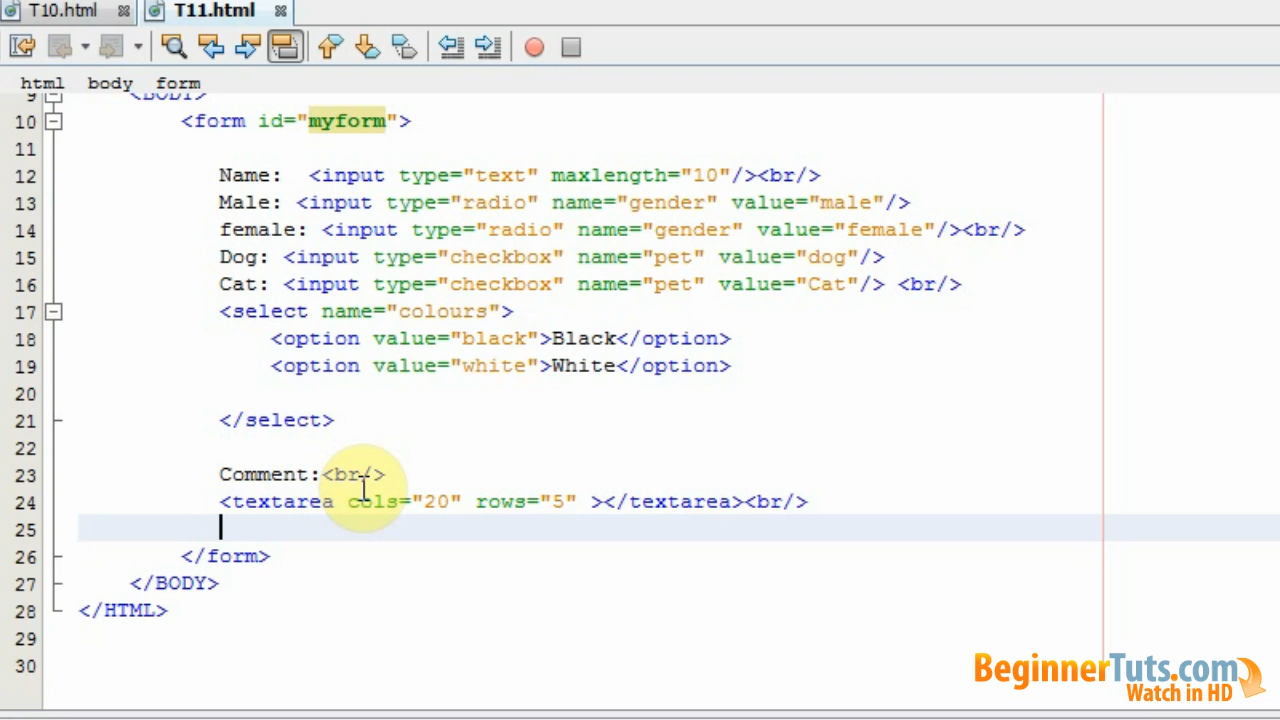 T10.html T11.html
html body form
9 <BODY>
10 <form id="myform">
11
12 Name: <input type="text" maxlength="10"/><br/>
13 Male: <input type="radio" name="gender" value="male"/>
14 female: <input type="radio" name="gender" value="female"/><br/>
15 Dog: <input type="checkbox" name="pet" value="dog"/>
16 Cat: <input type="checkbox" name="pet" value="Cat"/> <br/>
17 <select name="colours">
18 <option value="black">Black</option>
19 <option value="white">White</option>
20
21 </select>
22
23 Comment:<br/>
24 <textarea cols="20" rows="5" ></textarea><br/>
25
26 </form>
27 </BODY>
28 </HTML>
29
30
BeginnerTuts.com
Watch in HD